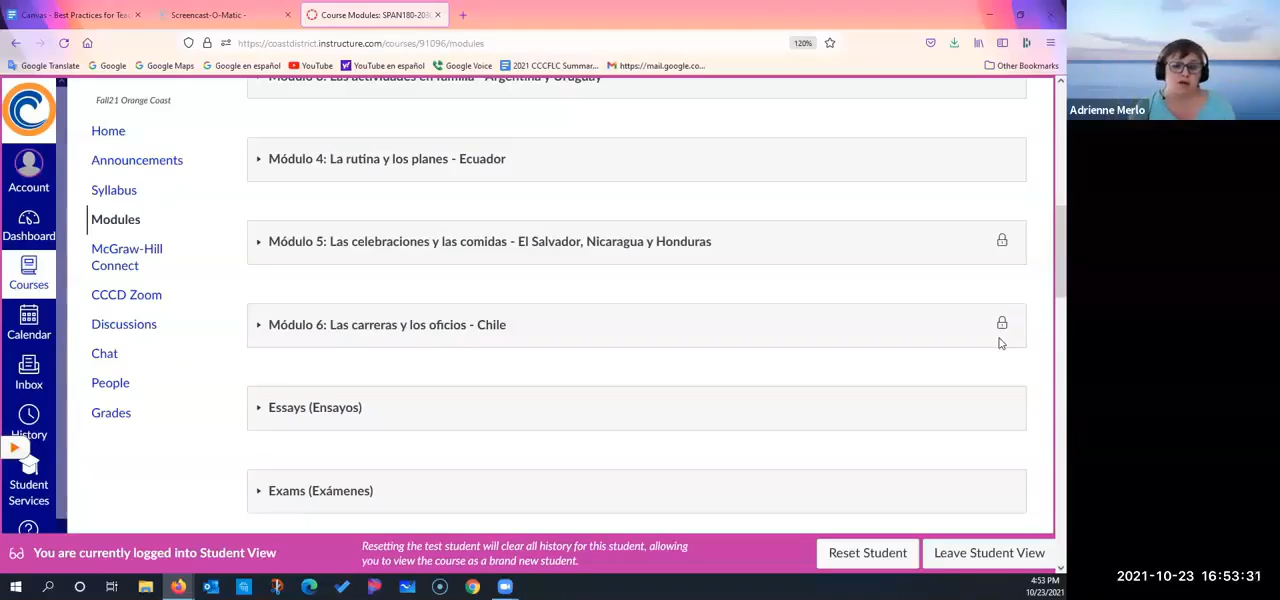 Canvas - Best Practices for Tea
Screencast-O-Matic -
Course Modules: SPAN180-20
https://coastdistrict.instructure.com/courses/91096/modules
120%
Google Translate
Google
Google Maps
Google en español
YouTube
YouTube en español
Google Voice
2021 CCCFLC Summar...
https://mail.google.co...
Other Bookmarks
Adrienne Merlo
Account
Dashboard
Courses
Calendar
Inbox
History
Student
Services
Fall21 Orange Coast
Home
Announcements
Syllabus
Modules
McGraw-Hill
Connect
CCCD Zoom
Discussions
Chat
People
Grades
Las actividades en familia - Argentina y Uruguay
Módulo 4: La rutina y los planes - Ecuador
Módulo 5: Las celebraciones y las comidas - El Salvador, Nicaragua y Honduras
Módulo 6: Las carreras y los oficios - Chile
Essays (Ensayos)
Exams (Exámenes)
You are currently logged into Student View
Resetting the test student will clear all history for this student, allowing
you to view the course as a brand new student.
Reset Student
Leave Student View
4:53 PM
10/23/2021
2021-10-23 16:53:31